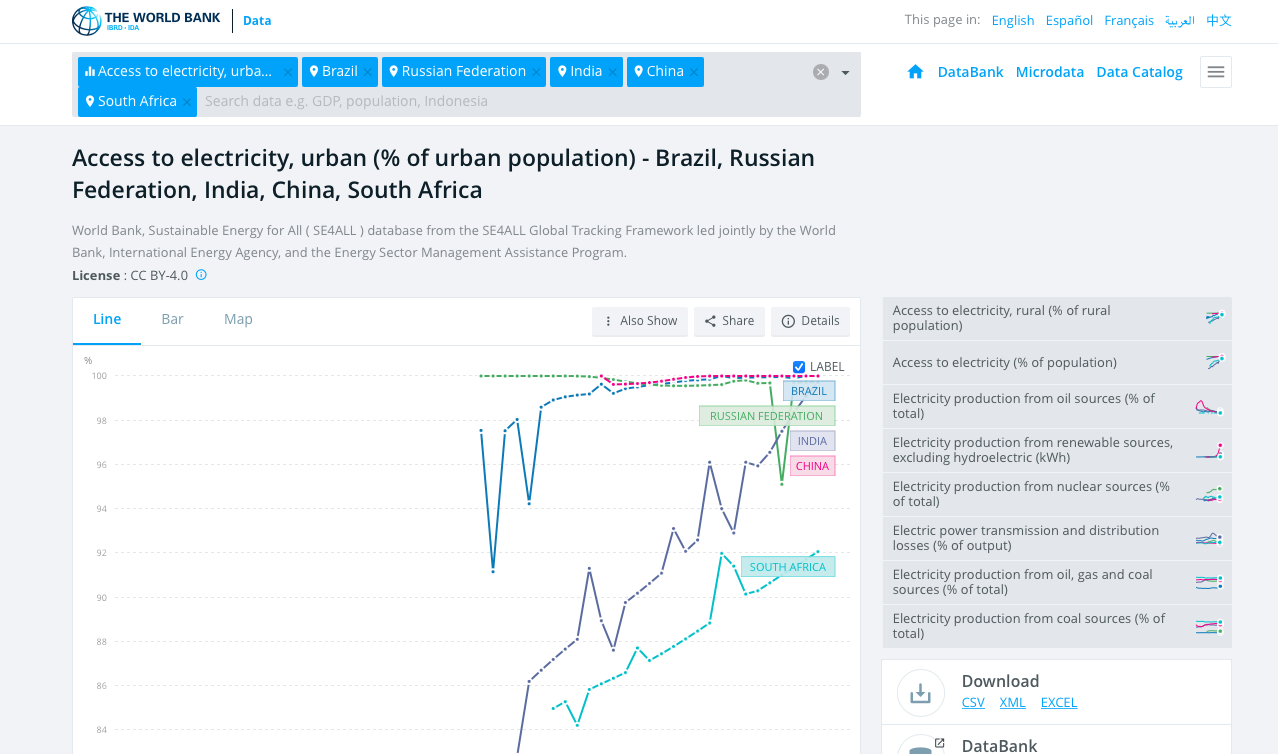 THE WORLD BANK
IBRD • IDA
Data
This page in: English Español Français العربية 中文
Access to electricity, urba... × Brazil × Russian Federation × India × China ×
South Africa × Search data e.g. GDP, population, Indonesia
DataBank Microdata Data Catalog
Access to electricity, urban (% of urban population) - Brazil, Russian
Federation, India, China, South Africa
World Bank, Sustainable Energy for All ( SE4ALL ) database from the SE4ALL Global Tracking Framework led jointly by the World
Bank, International Energy Agency, and the Energy Sector Management Assistance Program.
License : CC BY-4.0
Line Bar Map
Also Show Share Details
%
LABEL
100
98
96
94
92
90
88
86
84
BRAZIL
RUSSIAN FEDERATION
INDIA
CHINA
SOUTH AFRICA
Access to electricity, rural (% of rural
population)
Access to electricity (% of population)
Electricity production from oil sources (% of
total)
Electricity production from renewable sources,
excluding hydroelectric (kWh)
Electricity production from nuclear sources (%
of total)
Electric power transmission and distribution
losses (% of output)
Electricity production from oil, gas and coal
sources (% of total)
Electricity production from coal sources (% of
total)
Download
CSV XML EXCEL
DataBank